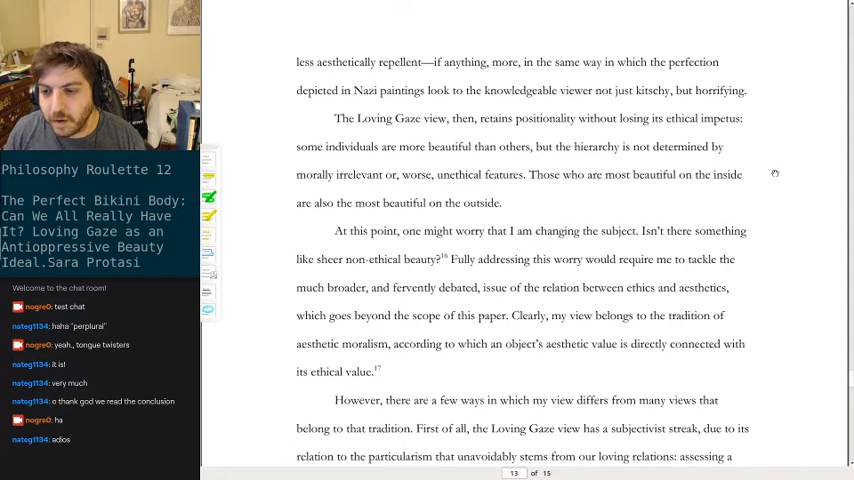 Philosophy Roulette 12
The Perfect Bikini Body:
Can We All Really Have
It? Loving Gaze as an
Antioppressive Beauty
Ideal.Sara Protasi
Welcome to the chat room!
nogre0: test chat
nateg1134: haha "perplural"
nogre0: yeah., tongue twisters
nateg1134: it is!
nateg1134: very much
nateg1134: o thank god we read the conclusion
nogre0: ha
nateg1134: adios
less aesthetically repellent—if anything, more, in the same way in which the perfection
depicted in Nazi paintings look to the knowledgeable viewer not just kitschy, but horrifying.
The Loving Gaze view, then, retains positionality without losing its ethical impetus:
some individuals are more beautiful than others, but the hierarchy is not determined by
morally irrelevant or, worse, unethical features. Those who are most beautiful on the inside
are also the most beautiful on the outside.
At this point, one might worry that I am changing the subject. Isn't there something
like sheer non-ethical beauty?16 Fully addressing this worry would require me to tackle the
much broader, and fervently debated, issue of the relation between ethics and aesthetics,
which goes beyond the scope of this paper. Clearly, my view belongs to the tradition of
aesthetic moralism, according to which an object's aesthetic value is directly connected with
its ethical value.17
However, there are a few ways in which my view differs from many views that
belong to that tradition. First of all, the Loving Gaze view has a subjectivist streak, due to its
relation to the particularism that unavoidably stems from our loving relations: assessing a
13 of 15